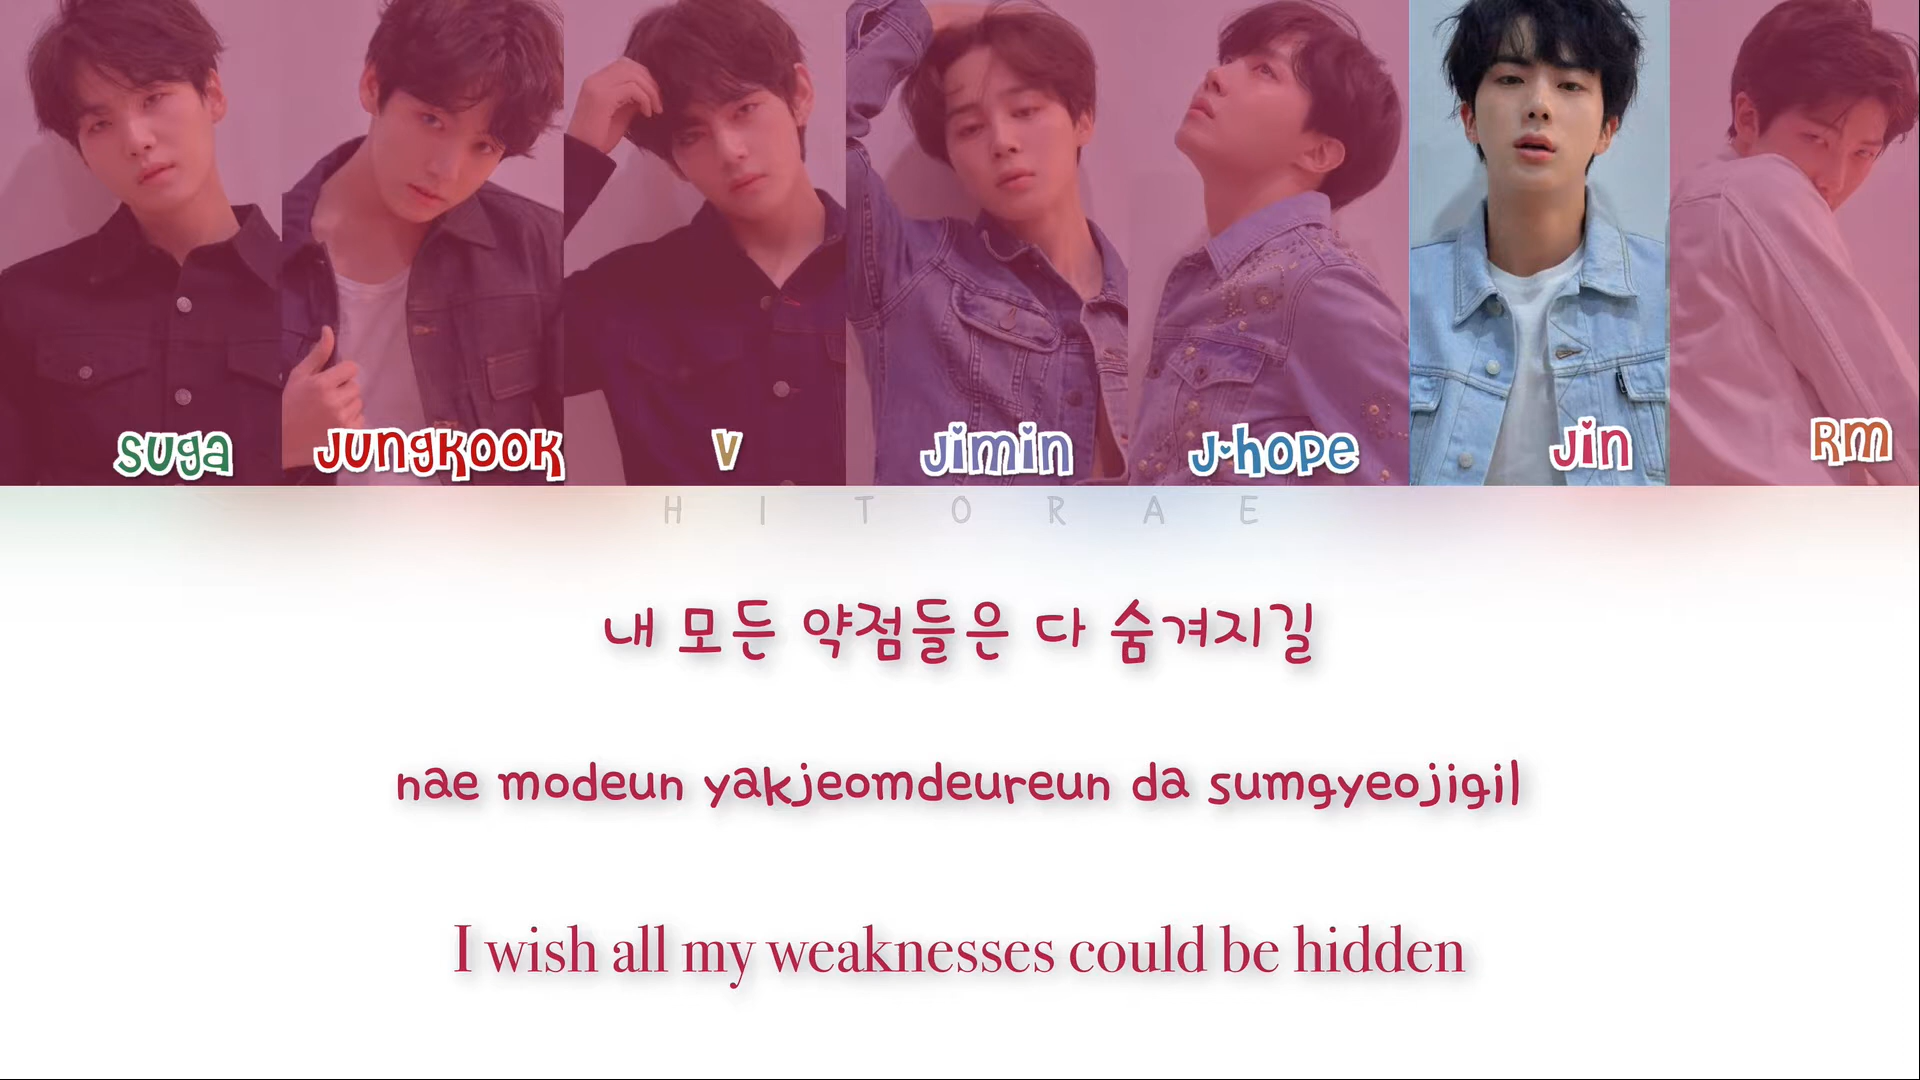 Suga Jungkook V Jimin J-hope Jin RM
HITORAE
내 모든 약점들은 다 숨겨지길
nae modeun yakjeomdeureun da sumgyeojigil
I wish all my weaknesses could be hidden